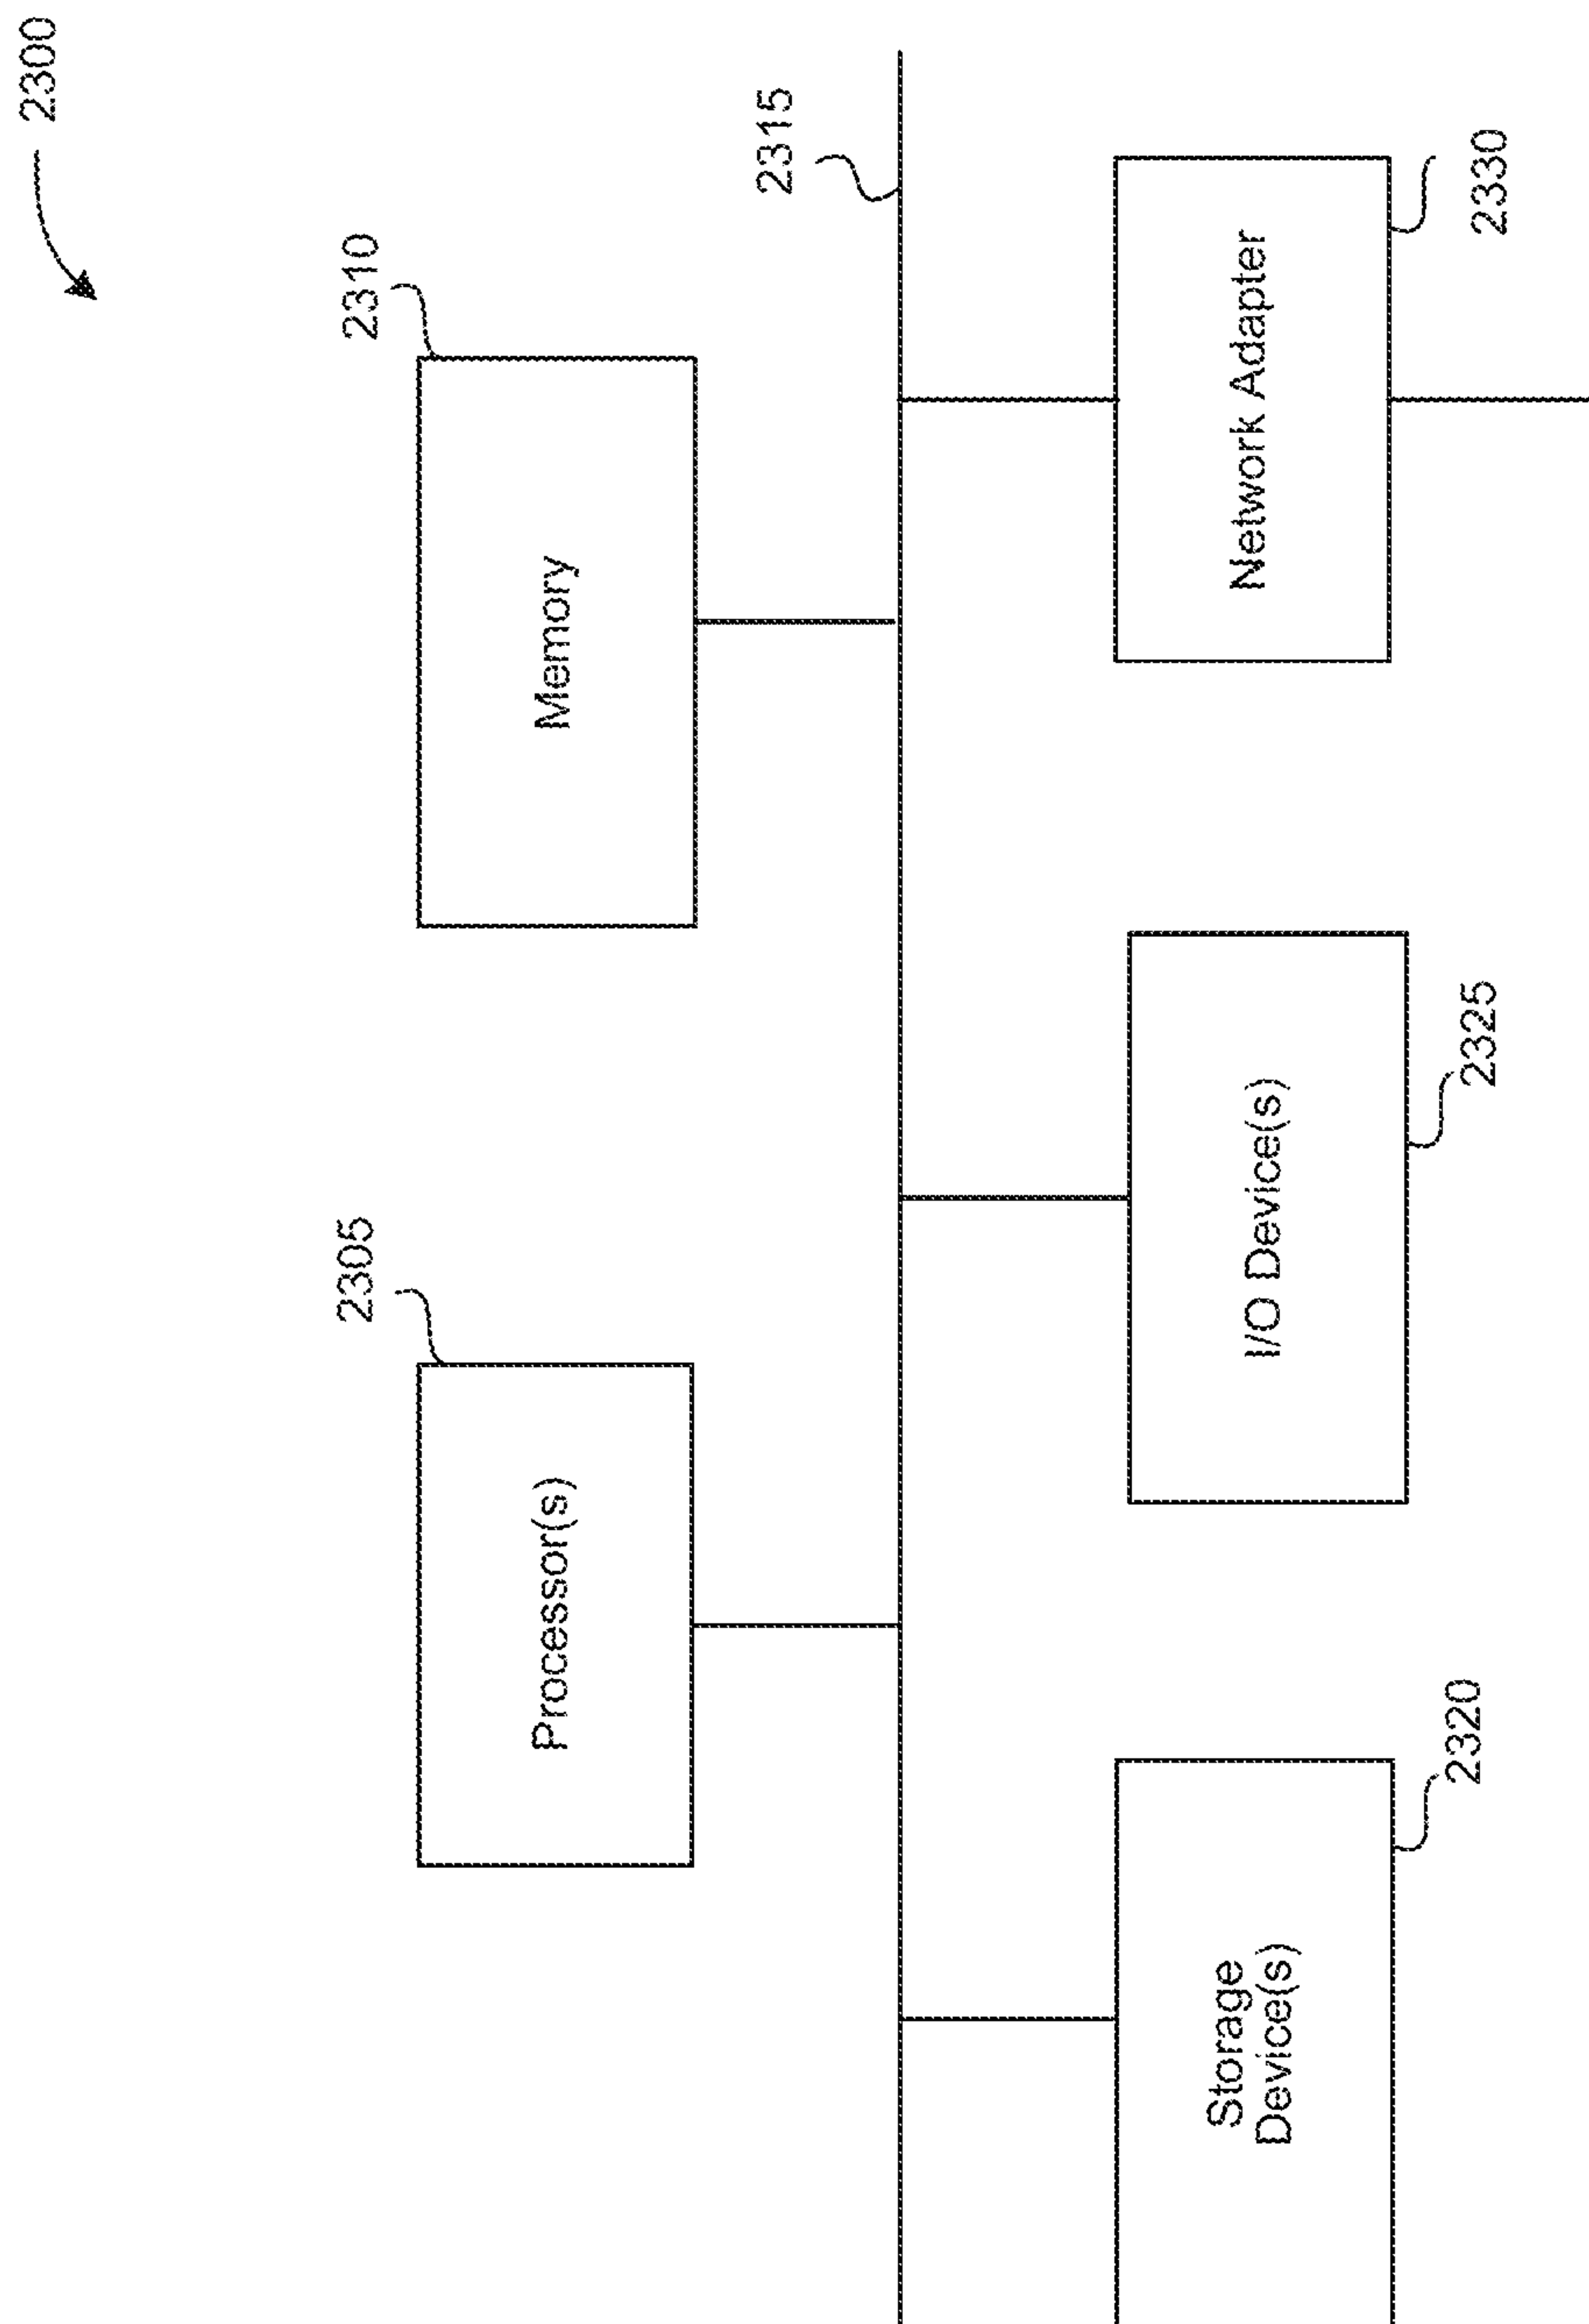 2300
2305
2310
Processor(s)
Memory
2315
Storage
Device(s)
I/O Device(s)
Network Adapter
2320
2325
2330